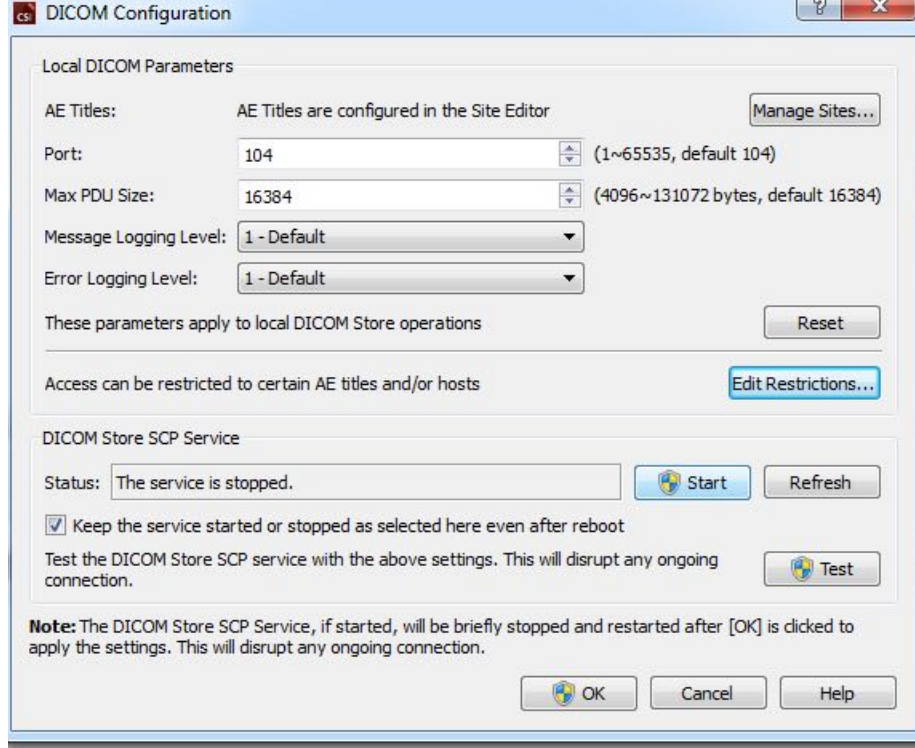 CSI DICOM Configuration
Local DICOM Parameters
AE Titles: AE Titles are configured in the Site Editor Manage Sites...
Port: 104 (1~65535, default 104)
Max PDU Size: 16384 (4096~131072 bytes, default 16384)
Message Logging Level: 1 - Default
Error Logging Level: 1 - Default
These parameters apply to local DICOM Store operations Reset
Access can be restricted to certain AE titles and/or hosts Edit Restrictions...
DICOM Store SCP Service
Status: The service is stopped. Start Refresh
Keep the service started or stopped as selected here even after reboot
Test the DICOM Store SCP service with the above settings. This will disrupt any ongoing
connection. Test
Note: The DICOM Store SCP Service, if started, will be briefly stopped and restarted after [OK] is clicked to
apply the settings. This will disrupt any ongoing connection.
OK Cancel Help